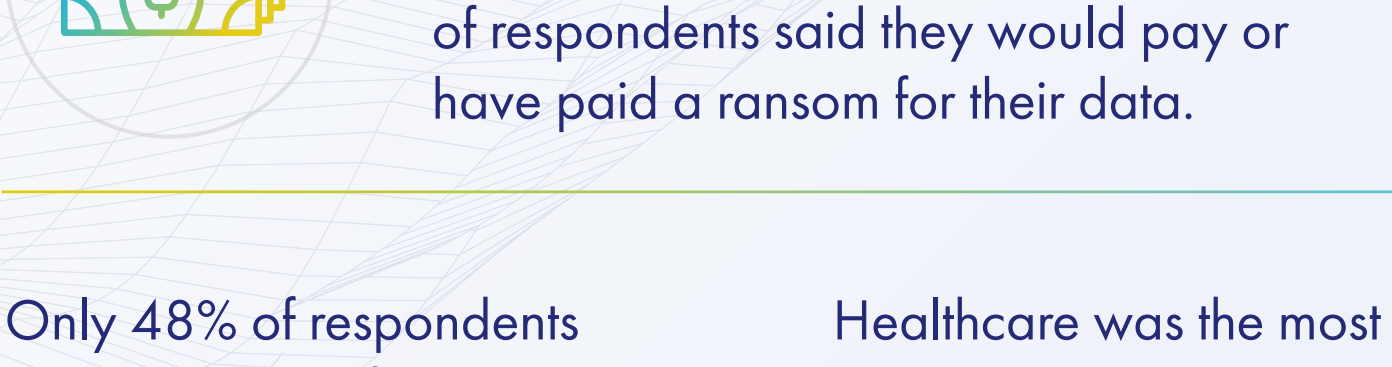 of respondents said they would pay or
have paid a ransom for their data.
Only 48% of respondents
Healthcare was the most